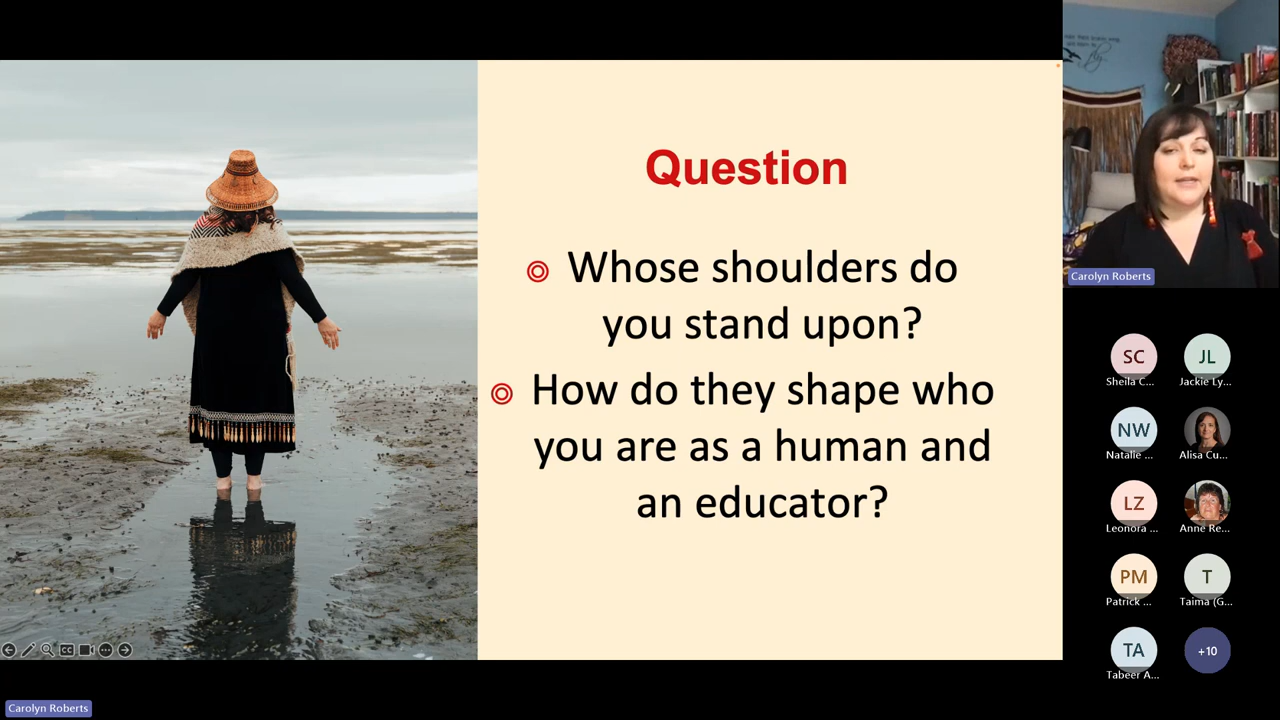 Question
Whose shoulders do
you stand upon?
How do they shape who
you are as a human and
an educator?
Carolyn Roberts
SC
Sheila C...
JL
Jackie Ly...
NW
Natalie ...
Alisa Cu...
LZ
Leonora ...
Anne Re...
PM
Patrick ...
T
Taima (G...
TA
Tabeer A...
+10
CC
Carolyn Roberts